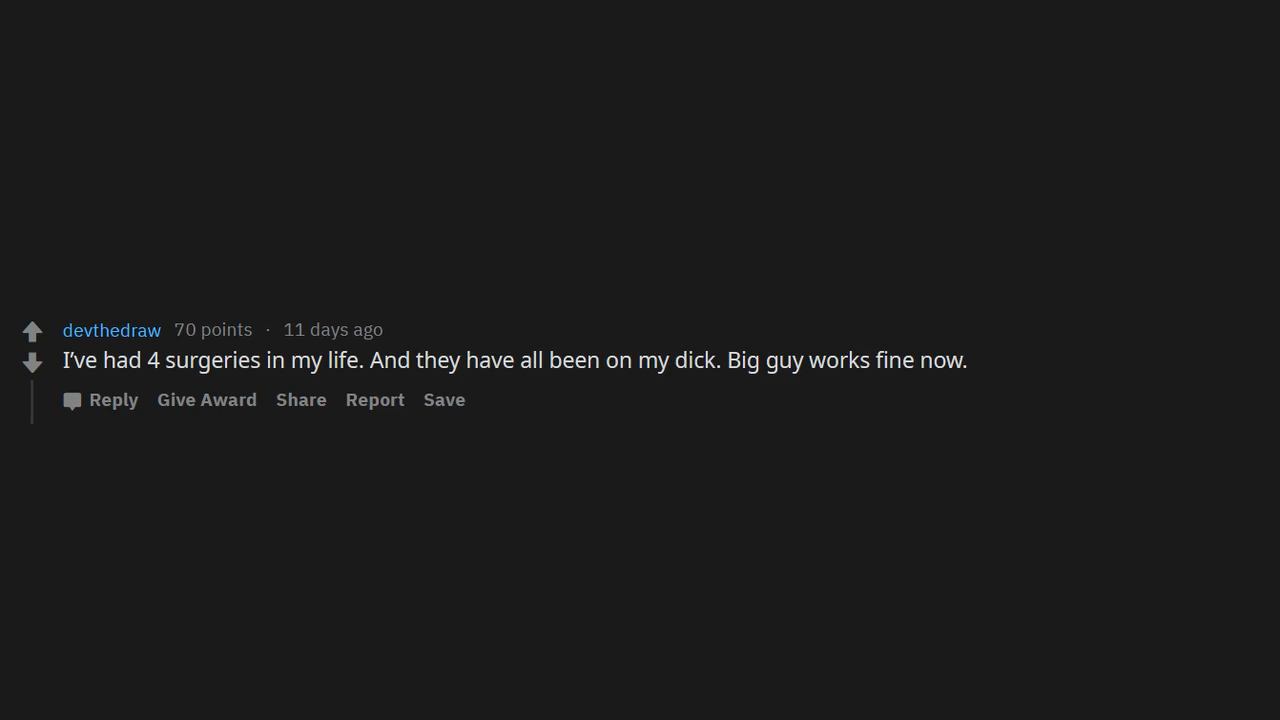 devthedraw 70 points · 11 days ago
I've had 4 surgeries in my life. And they have all been on my dick. Big guy works fine now.
Reply Give Award Share Report Save